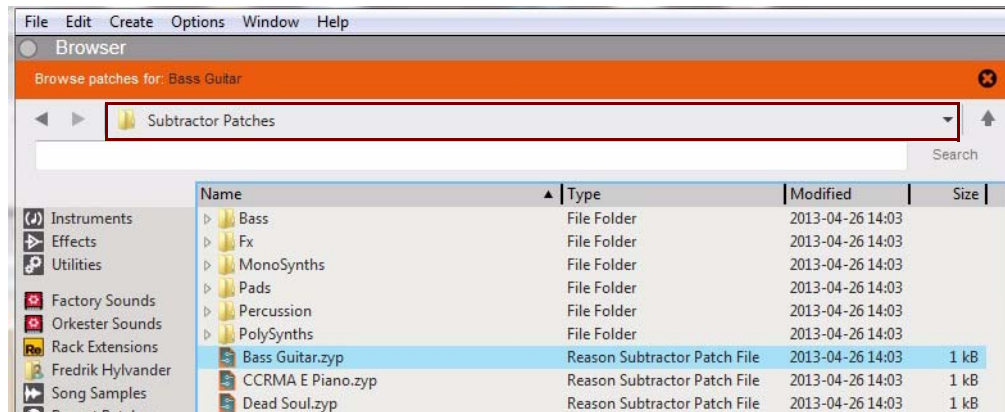 File Edit Create Options Window Help
Browser
Browse patches for: Bass Guitar
Subtractor Patches
Search
Name Type Modified Size
Instruments
Effects
Utilities
Factory Sounds
Orkester Sounds
Re Rack Extensions
Fredrik Hylvander
Song Samples
Bass File Folder 2013-04-26 14:03
Fx File Folder 2013-04-26 14:03
MonoSynths File Folder 2013-04-26 14:03
Pads File Folder 2013-04-26 14:03
Percussion File Folder 2013-04-26 14:03
PolySynths File Folder 2013-04-26 14:03
Bass Guitar.zyp Reason Subtractor Patch File 2013-04-26 14:03 1 kB
CCRMA E Piano.zyp Reason Subtractor Patch File 2013-04-26 14:03 1 kB
Dead Soul.zyp Reason Subtractor Patch File 2013-04-26 14:03 1 kB